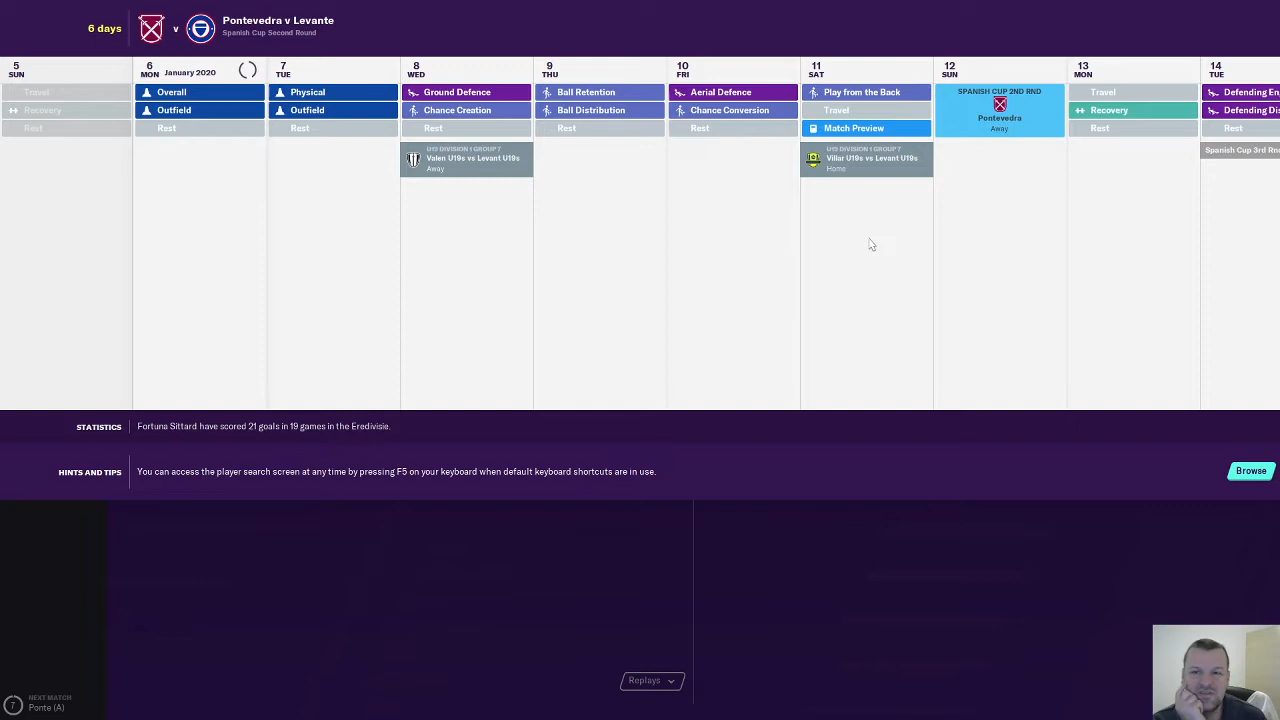 6 days
v
Pontevedra v Levante
Spanish Cup Second Round
5
SUN
Travel
Recovery
Rest
6
MON
January 2020
Overall
Outfield
Rest
7
TUE
Physical
Outfield
Rest
8
WED
Ground Defence
Chance Creation
Rest
U19 DIVISION 1 GROUP 7
Valen U19s vs Levant U19s
Away
9
THU
Ball Retention
Ball Distribution
Rest
10
FRI
Aerial Defence
Chance Conversion
Rest
11
SAT
Play from the Back
Travel
Match Preview
U19 DIVISION 1 GROUP 7
Villar U19s vs Levant U19s
Home
12
SUN
SPANISH CUP 2ND RND
Pontevedra
Away
13
MON
Travel
Recovery
Rest
14
TUE
Defending En
Defending Dis
Rest
Spanish Cup 3rd Rnd
STATISTICS
Fortuna Sittard have scored 21 goals in 19 games in the Eredivisie.
HINTS AND TIPS
You can access the player search screen at any time by pressing F5 on your keyboard when default keyboard shortcuts are in use.
Browse
Replays
7
NEXT MATCH
Ponte (A)